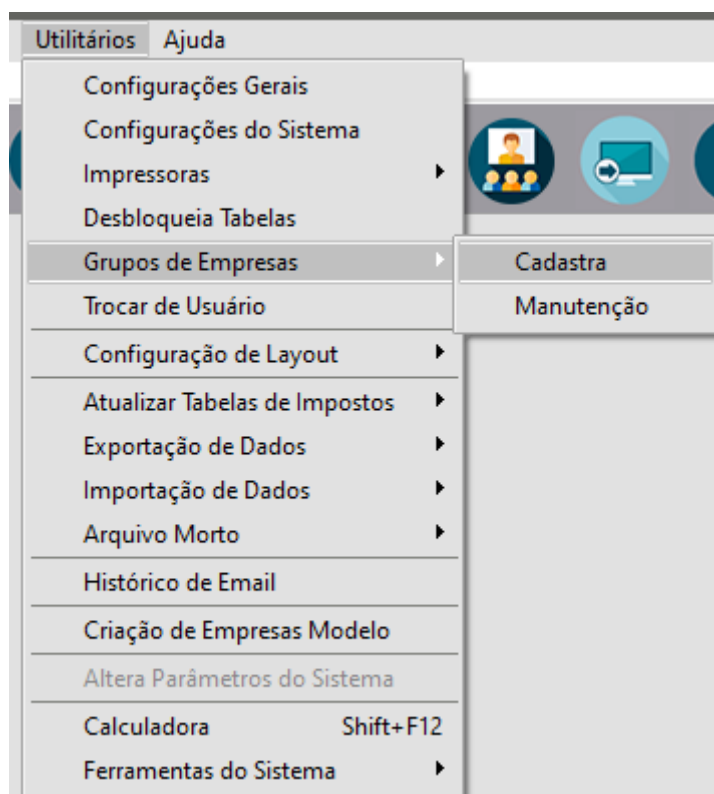 Utilitários Ajuda
Configurações Gerais
Configurações do Sistema
Impressoras
Desbloqueia Tabelas
Grupos de Empresas
Cadastra
Trocar de Usuário
Manutenção
Configuração de Layout
Atualizar Tabelas de Impostos
Exportação de Dados
Importação de Dados
Arquivo Morto
Histórico de Email
Criação de Empresas Modelo
Altera Parâmetros do Sistema
Calculadora Shift+F12
Ferramentas do Sistema